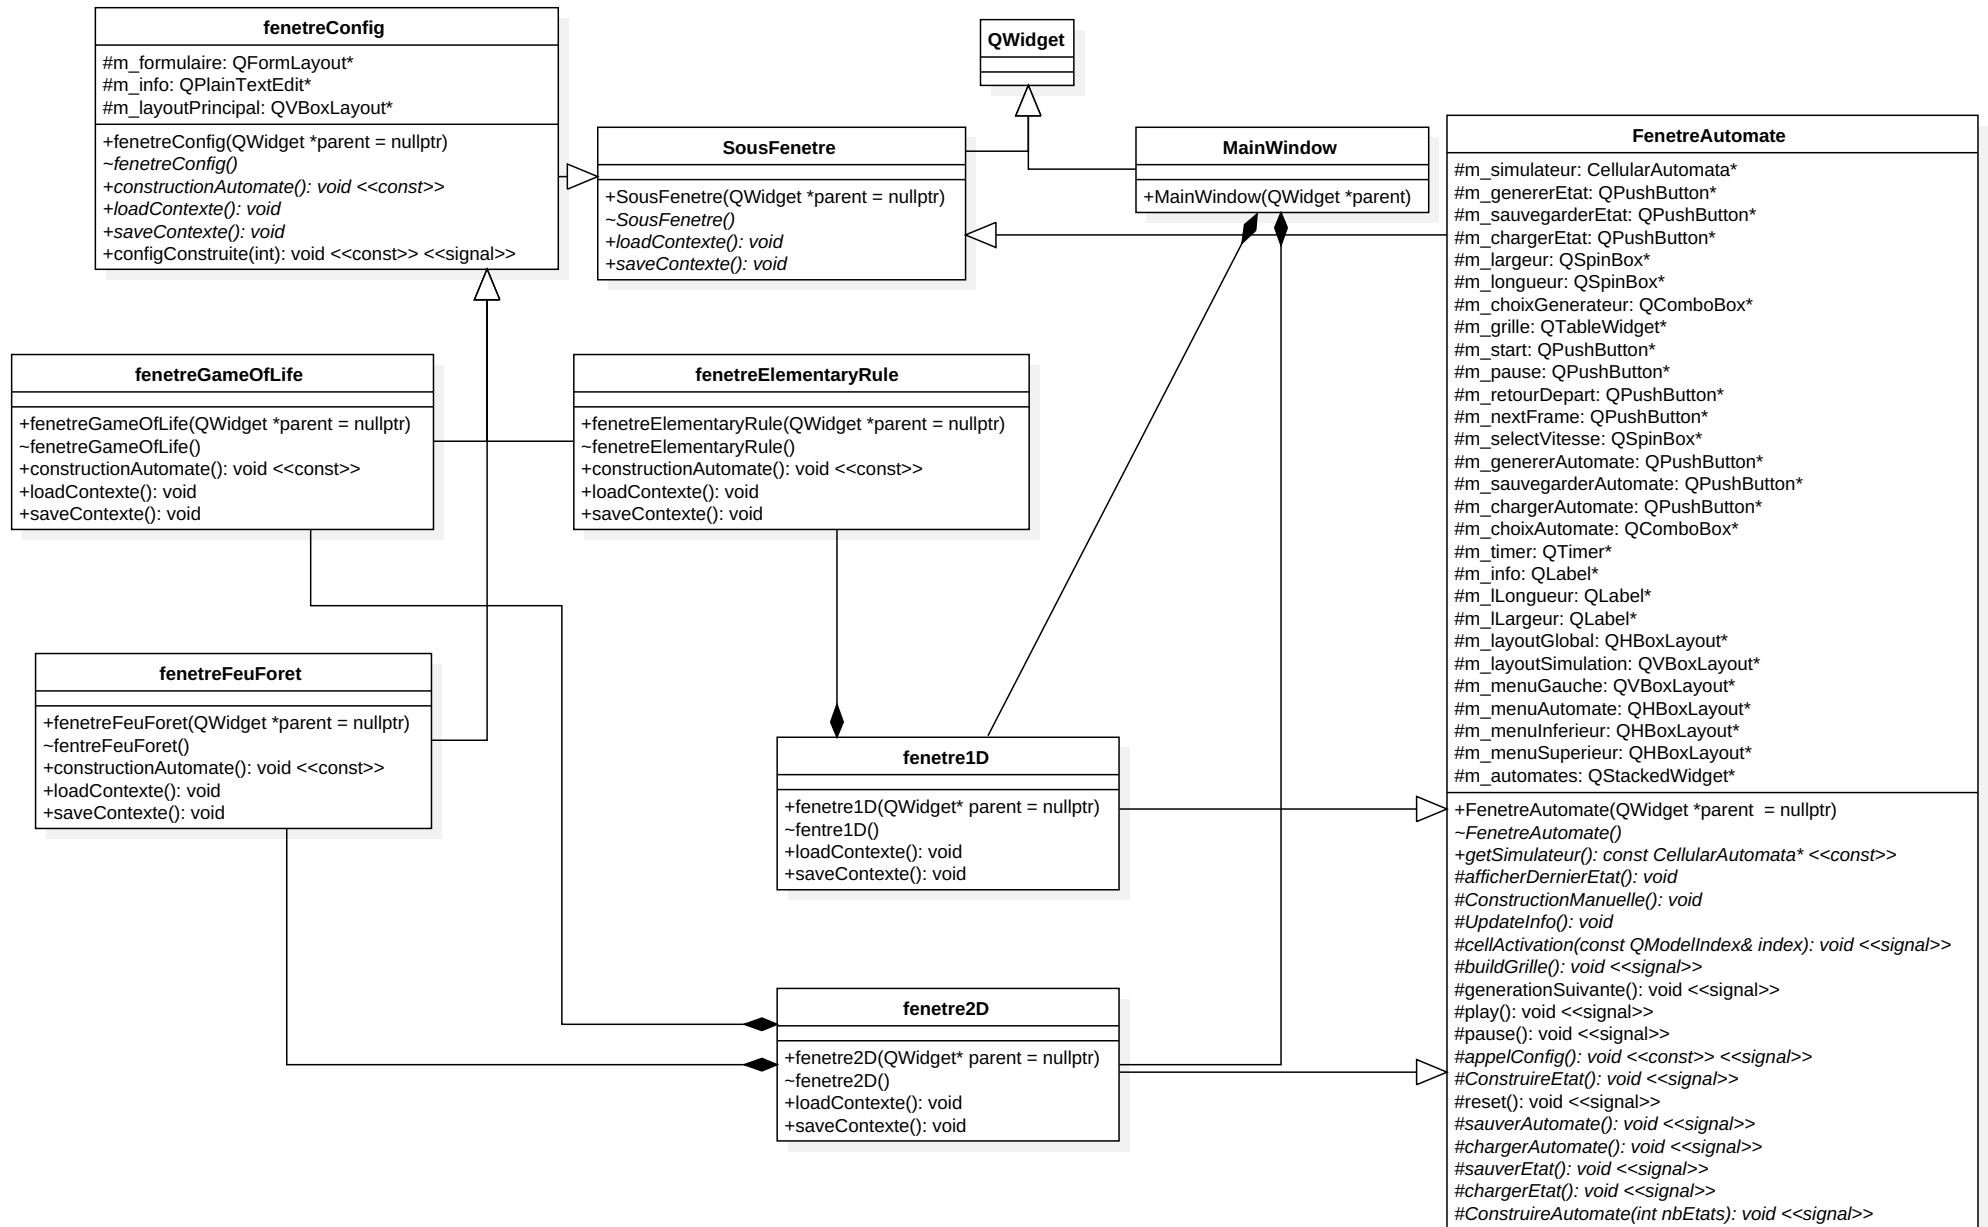 fenetreConfig
#m_formulaire: QFormLayout*
#m_info: QPlainTextEdit*
#m_layoutPrincipal: QVBoxLayout*
+fenetreConfig(QWidget *parent = nullptr)
~fenetreConfig()
+constructionAutomate(): void <<const>>
+loadContexte(): void
+saveContexte(): void
+configConstruite(int): void <<const>> <<signal>>
QWidget
SousFenetre
+SousFenetre(QWidget *parent = nullptr)
~SousFenetre()
+loadContexte(): void
+saveContexte(): void
MainWindow
+MainWindow(QWidget *parent)
FenetreAutomate
#m_simulateur: CellularAutomata*
#m_genererEtat: QPushButton*
#m_sauvegarderEtat: QPushButton*
#m_chargerEtat: QPushButton*
#m_largeur: QSpinBox*
#m_longueur: QSpinBox*
#m_choixGenerateur: QComboBox*
#m_grille: QTableWidget*
#m_start: QPushButton*
#m_pause: QPushButton*
#m_retourDepart: QPushButton*
#m_nextFrame: QPushButton*
#m_selectVitesse: QSpinBox*
#m_genererAutomate: QPushButton*
#m_sauvegarderAutomate: QPushButton*
#m_chargerAutomate: QPushButton*
#m_choixAutomate: QComboBox*
#m_timer: QTimer*
#m_info: QLabel*
#m_lLongueur: QLabel*
#m_lLargeur: QLabel*
#m_layoutGlobal: QHBoxLayout*
#m_layoutSimulation: QVBoxLayout*
#m_menuGauche: QVBoxLayout*
#m_menuAutomate: QHBoxLayout*
#m_menuInferieur: QHBoxLayout*
#m_menuSuperieur: QHBoxLayout*
#m_automates: QStackedWidget*
+FenetreAutomate(QWidget *parent  = nullptr)
~FenetreAutomate()
+getSimulateur(): const CellularAutomata* <<const>>
#afficherDernierEtat(): void
#ConstructionManuelle(): void
#UpdateInfo(): void
#cellActivation(const QModelIndex& index): void <<signal>>
#buildGrille(): void <<signal>>
#generationSuivante(): void <<signal>>
#play(): void <<signal>>
#pause(): void <<signal>>
#appelConfig(): void <<const>> <<signal>>
#ConstruireEtat(): void <<signal>>
#reset(): void <<signal>>
#sauverAutomate(): void <<signal>>
#chargerAutomate(): void <<signal>>
#sauverEtat(): void <<signal>>
#chargerEtat(): void <<signal>>
#ConstruireAutomate(int nbEtats): void <<signal>>
fenetreGameOfLife
+fenetreGameOfLife(QWidget *parent = nullptr)
~fenetreGameOfLife()
+constructionAutomate(): void <<const>>
+loadContexte(): void
+saveContexte(): void
fenetreElementaryRule
+fenetreElementaryRule(QWidget *parent = nullptr)
~fenetreElementaryRule()
+constructionAutomate(): void <<const>>
+loadContexte(): void
+saveContexte(): void
fenetreFeuForet
+fenetreFeuForet(QWidget *parent = nullptr)
~fentreFeuForet()
+constructionAutomate(): void <<const>>
+loadContexte(): void
+saveContexte(): void
fenetre1D
+fenetre1D(QWidget* parent = nullptr)
~fentre1D()
+loadContexte(): void
+saveContexte(): void
fenetre2D
+fenetre2D(QWidget* parent = nullptr)
~fenetre2D()
+loadContexte(): void
+saveContexte(): void